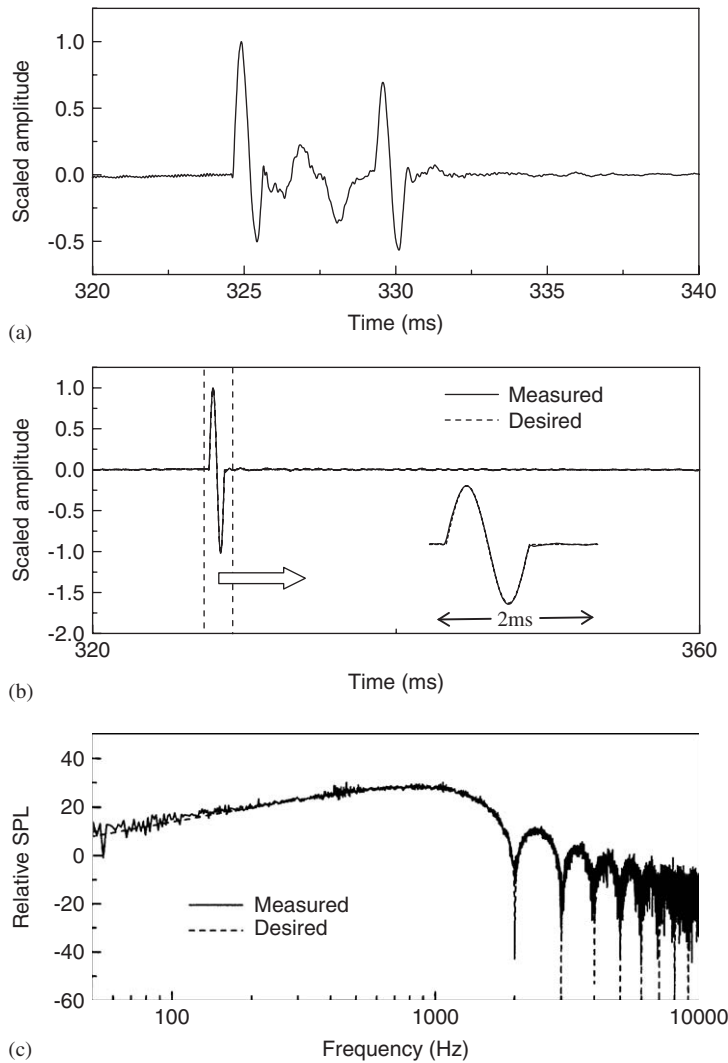 1.0
0.5
0.0
-0.5
Scaled amplitude
320 325 330 335 340
Time (ms)
(a)
1.0
0.5
0.0
-0.5
-1.0
-1.5
-2.0
Scaled amplitude
Measured
Desired
2ms
320 360
Time (ms)
(b)
40
20
0
-20
-40
-60
Relative SPL
Measured
Desired
100 1000 10000
Frequency (Hz)
(c)